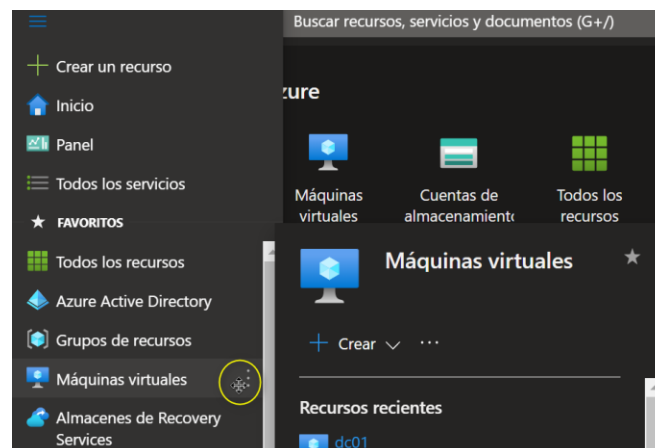 Buscar recursos, servicios y documentos (G+/)
Crear un recurso
Inicio
Panel
Todos los servicios
FAVORITOS
Todos los recursos
Azure Active Directory
Grupos de recursos
Máquinas virtuales
Almacenes de Recovery
Services
zure
Máquinas
virtuales
Cuentas de
almacenamiento
Todos los
recursos
Máquinas virtuales
Crear
Recursos recientes
dc01